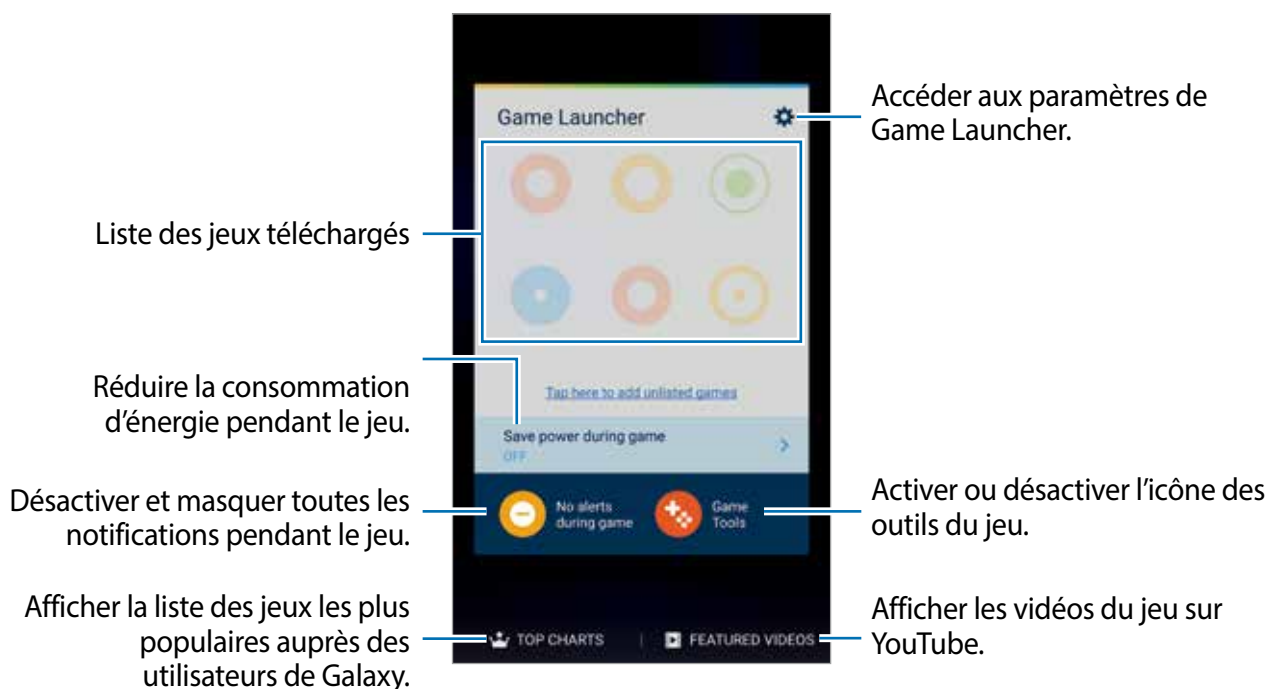 Game Launcher
Accéder aux paramètres de
Game Launcher.
Liste des jeux téléchargés
Réduire la consommation
d’énergie pendant le jeu.
Tap here to add unlisted games
Save power during game
OFF
Désactiver et masquer toutes les
notifications pendant le jeu.
No alerts
during game
Game
Tools
Activer ou désactiver l’icône des
outils du jeu.
Afficher la liste des jeux les plus
populaires auprès des
utilisateurs de Galaxy.
TOP CHARTS
FEATURED VIDEOS
Afficher les vidéos du jeu sur
YouTube.